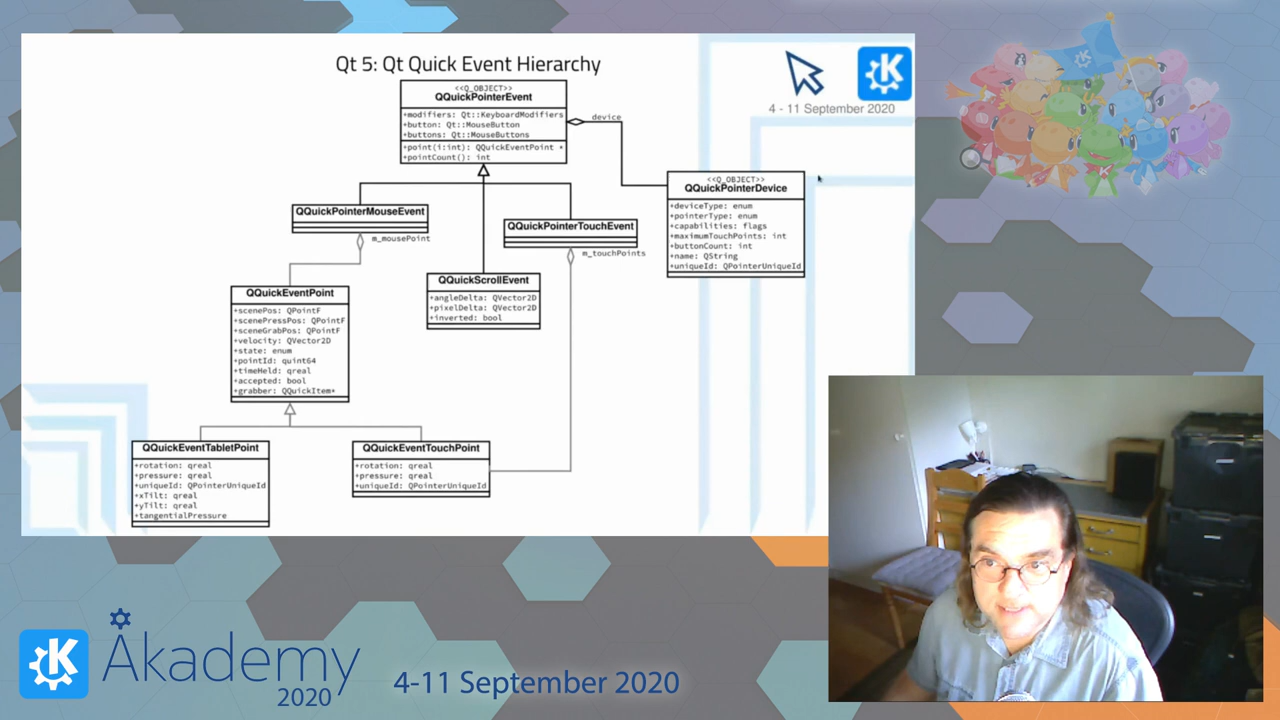 Qt 5: Qt Quick Event Hierarchy
<<Q_OBJECT>>
QQuickPointerEvent
+modifiers: Qt::KeyboardModifiers
+button: Qt::MouseButton
+buttons: Qt::MouseButtons
+point(i:int): QQuickEventPoint *
+pointCount(): int
device
4 - 11 September 2020
<<Q_OBJECT>>
QQuickPointerDevice
+deviceType: enum
+pointerType: enum
+capabilities: flags
+maximumTouchPoints: int
+buttonCount: int
+name: QString
+uniqueId: QPointerUniqueId
QQuickPointerMouseEvent
m_mousePoint
QQuickPointerTouchEvent
m_touchPoints
QQuickScrollEvent
+angleDelta: QVector2D
+pixelDelta: QVector2D
+inverted: bool
QQuickEventPoint
+scenePos: QPointF
+scenePressPos: QPointF
+sceneGrabPos: QPointF
+velocity: QVector2D
+state: enum
+pointId: quint64
+timeHeld: qreal
+accepted: bool
+grabber: QQuickItem*
QQuickEventTabletPoint
+rotation: qreal
+pressure: qreal
+uniqueId: QPointerUniqueId
+xTilt: qreal
+yTilt: qreal
+tangentialPressure
QQuickEventTouchPoint
+rotation: qreal
+pressure: qreal
+uniqueId: QPointerUniqueId
Akademy
2020
4-11 September 2020